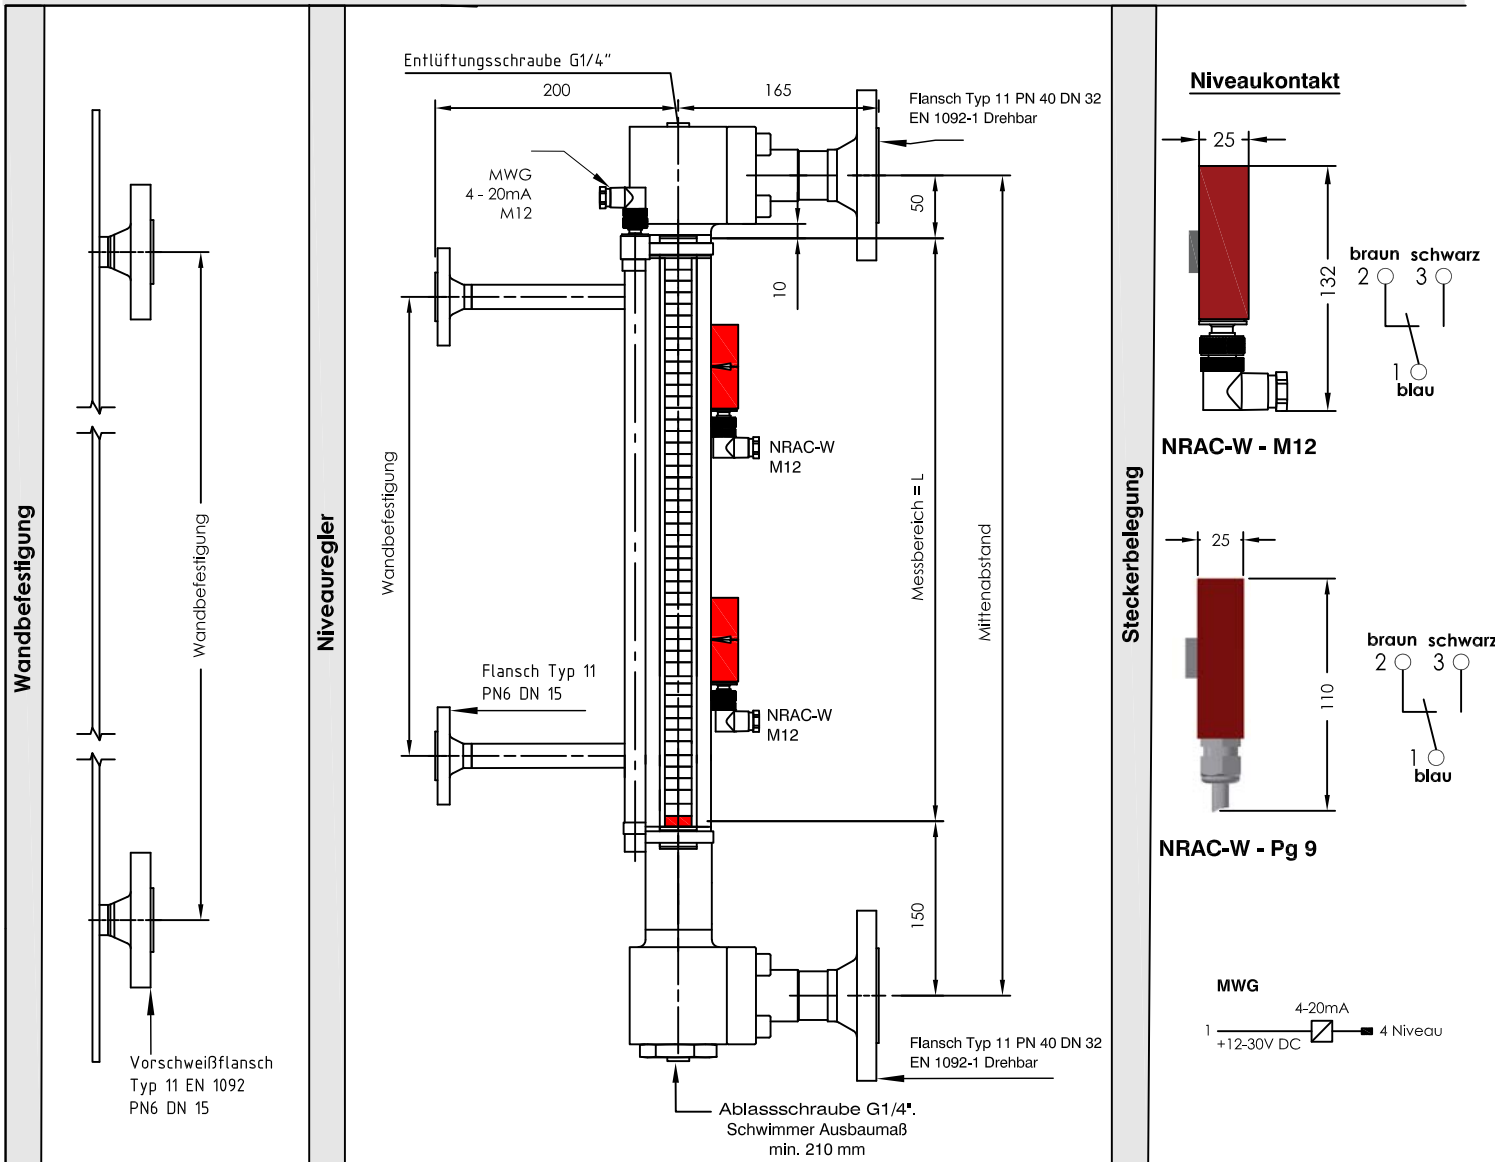 Wandbefestigung
Wandbefestigung
Vorschweißflansch
Typ 11 EN 1092
PN6 DN 15
Niveauregler
Entlüftungsschraube G1/4"
200
165
Flansch Typ 11 PN 40 DN 32
EN 1092-1 Drehbar
MWG
4 - 20mA
M12
50
10
Wandbefestigung
NRAC-W
M12
Messbereich = L
Mittenabstand
Flansch Typ 11
PN6 DN 15
NRAC-W
M12
150
Flansch Typ 11 PN 40 DN 32
EN 1092-1 Drehbar
Ablassschraube G1/4".
Schwimmer Ausbaumaß
min. 210 mm
Steckerbelegung
Niveaukontakt
25
132
braun schwarz
2 3
1
blau
NRAC-W - M12
25
110
braun schwarz
2 3
1
blau
NRAC-W - Pg 9
MWG
4-20mA
1 4 Niveau
+12-30V DC